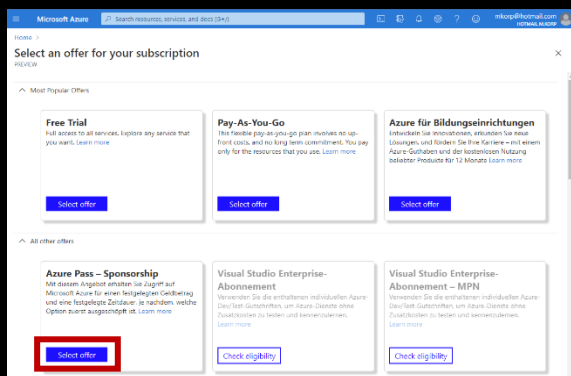 Microsoft Azure
Search resources, services, and docs (G+/)
mkorp@hotmail.com
HOTMAIL M.KORP
Home >
Select an offer for your subscription
PREVIEW
Most Popular Offers
Free Trial
Full access to all services. Explore any service that
you want. Learn more
Select offer
Pay-As-You-Go
This flexible pay-as-you-go plan involves no up-
front costs, and no long term commitment. You pay
only for the resources that you use. Learn more
Select offer
Azure für Bildungseinrichtungen
Entwickeln Sie Innovationen, erkunden Sie neue
Lösungen, und fördern Sie Ihre Karriere – mit einem
Azure-Guthaben und der kostenlosen Nutzung
beliebter Produkte für 12 Monate Learn more
Select offer
All other offers
Azure Pass – Sponsorship
Mit diesem Angebot erhalten Sie Zugriff auf
Microsoft Azure für einen festgelegten Geldbetrag
und eine festgelegte Zeitdauer, je nachdem, welche
Option zuerst ausgeschöpft ist. Learn more
Select offer
Visual Studio Enterprise-
Abonnement
Verwenden Sie die enthaltenen individuellen Azure-
Dev/Test-Gutschriften, um Azure-Dienste ohne
Zusatzkosten zu testen und kennenzulernen.
Learn more
Check eligibility
Visual Studio Enterprise-
Abonnement – MPN
Verwenden Sie die enthaltenen individuellen Azure-
Dev/Test-Gutschriften, um Azure-Dienste ohne
Zusatzkosten zu testen und kennenzulernen.
Learn more
Check eligibility